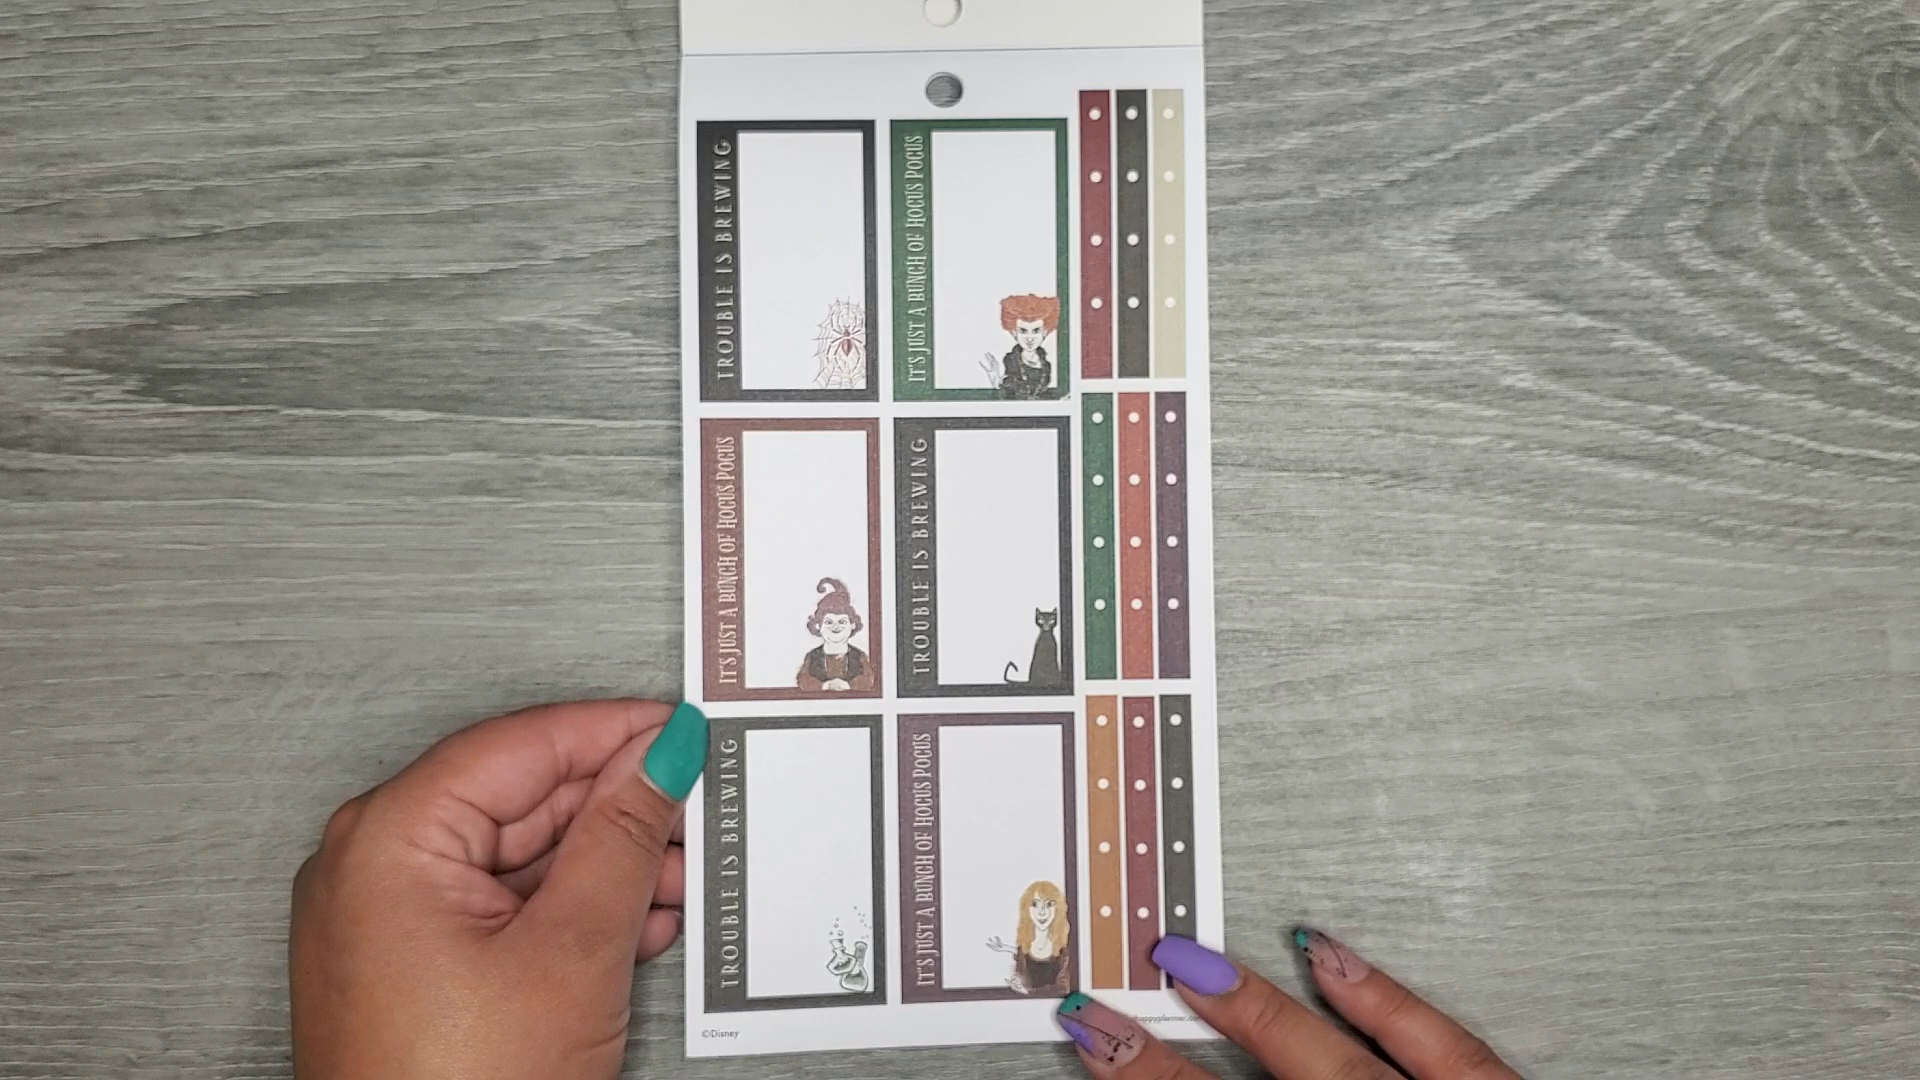 TROUBLE IS BREWING
IT'S JUST A BUNCH OF HOCUS POCUS
IT'S JUST A BUNCH OF HOCUS POCUS
TROUBLE IS BREWING
TROUBLE IS BREWING
IT'S JUST A BUNCH OF HOCUS POCUS
©Disney